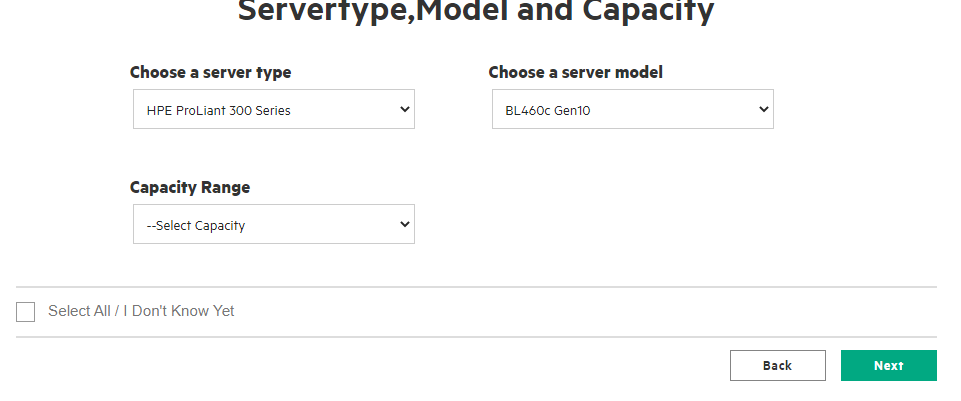 Servertype,Model and Capacity
Choose a server type
Choose a server model
HPE ProLiant 300 Series
BL460c Gen10
Capacity Range
--Select Capacity
Select All / I Don't Know Yet
Back
Next